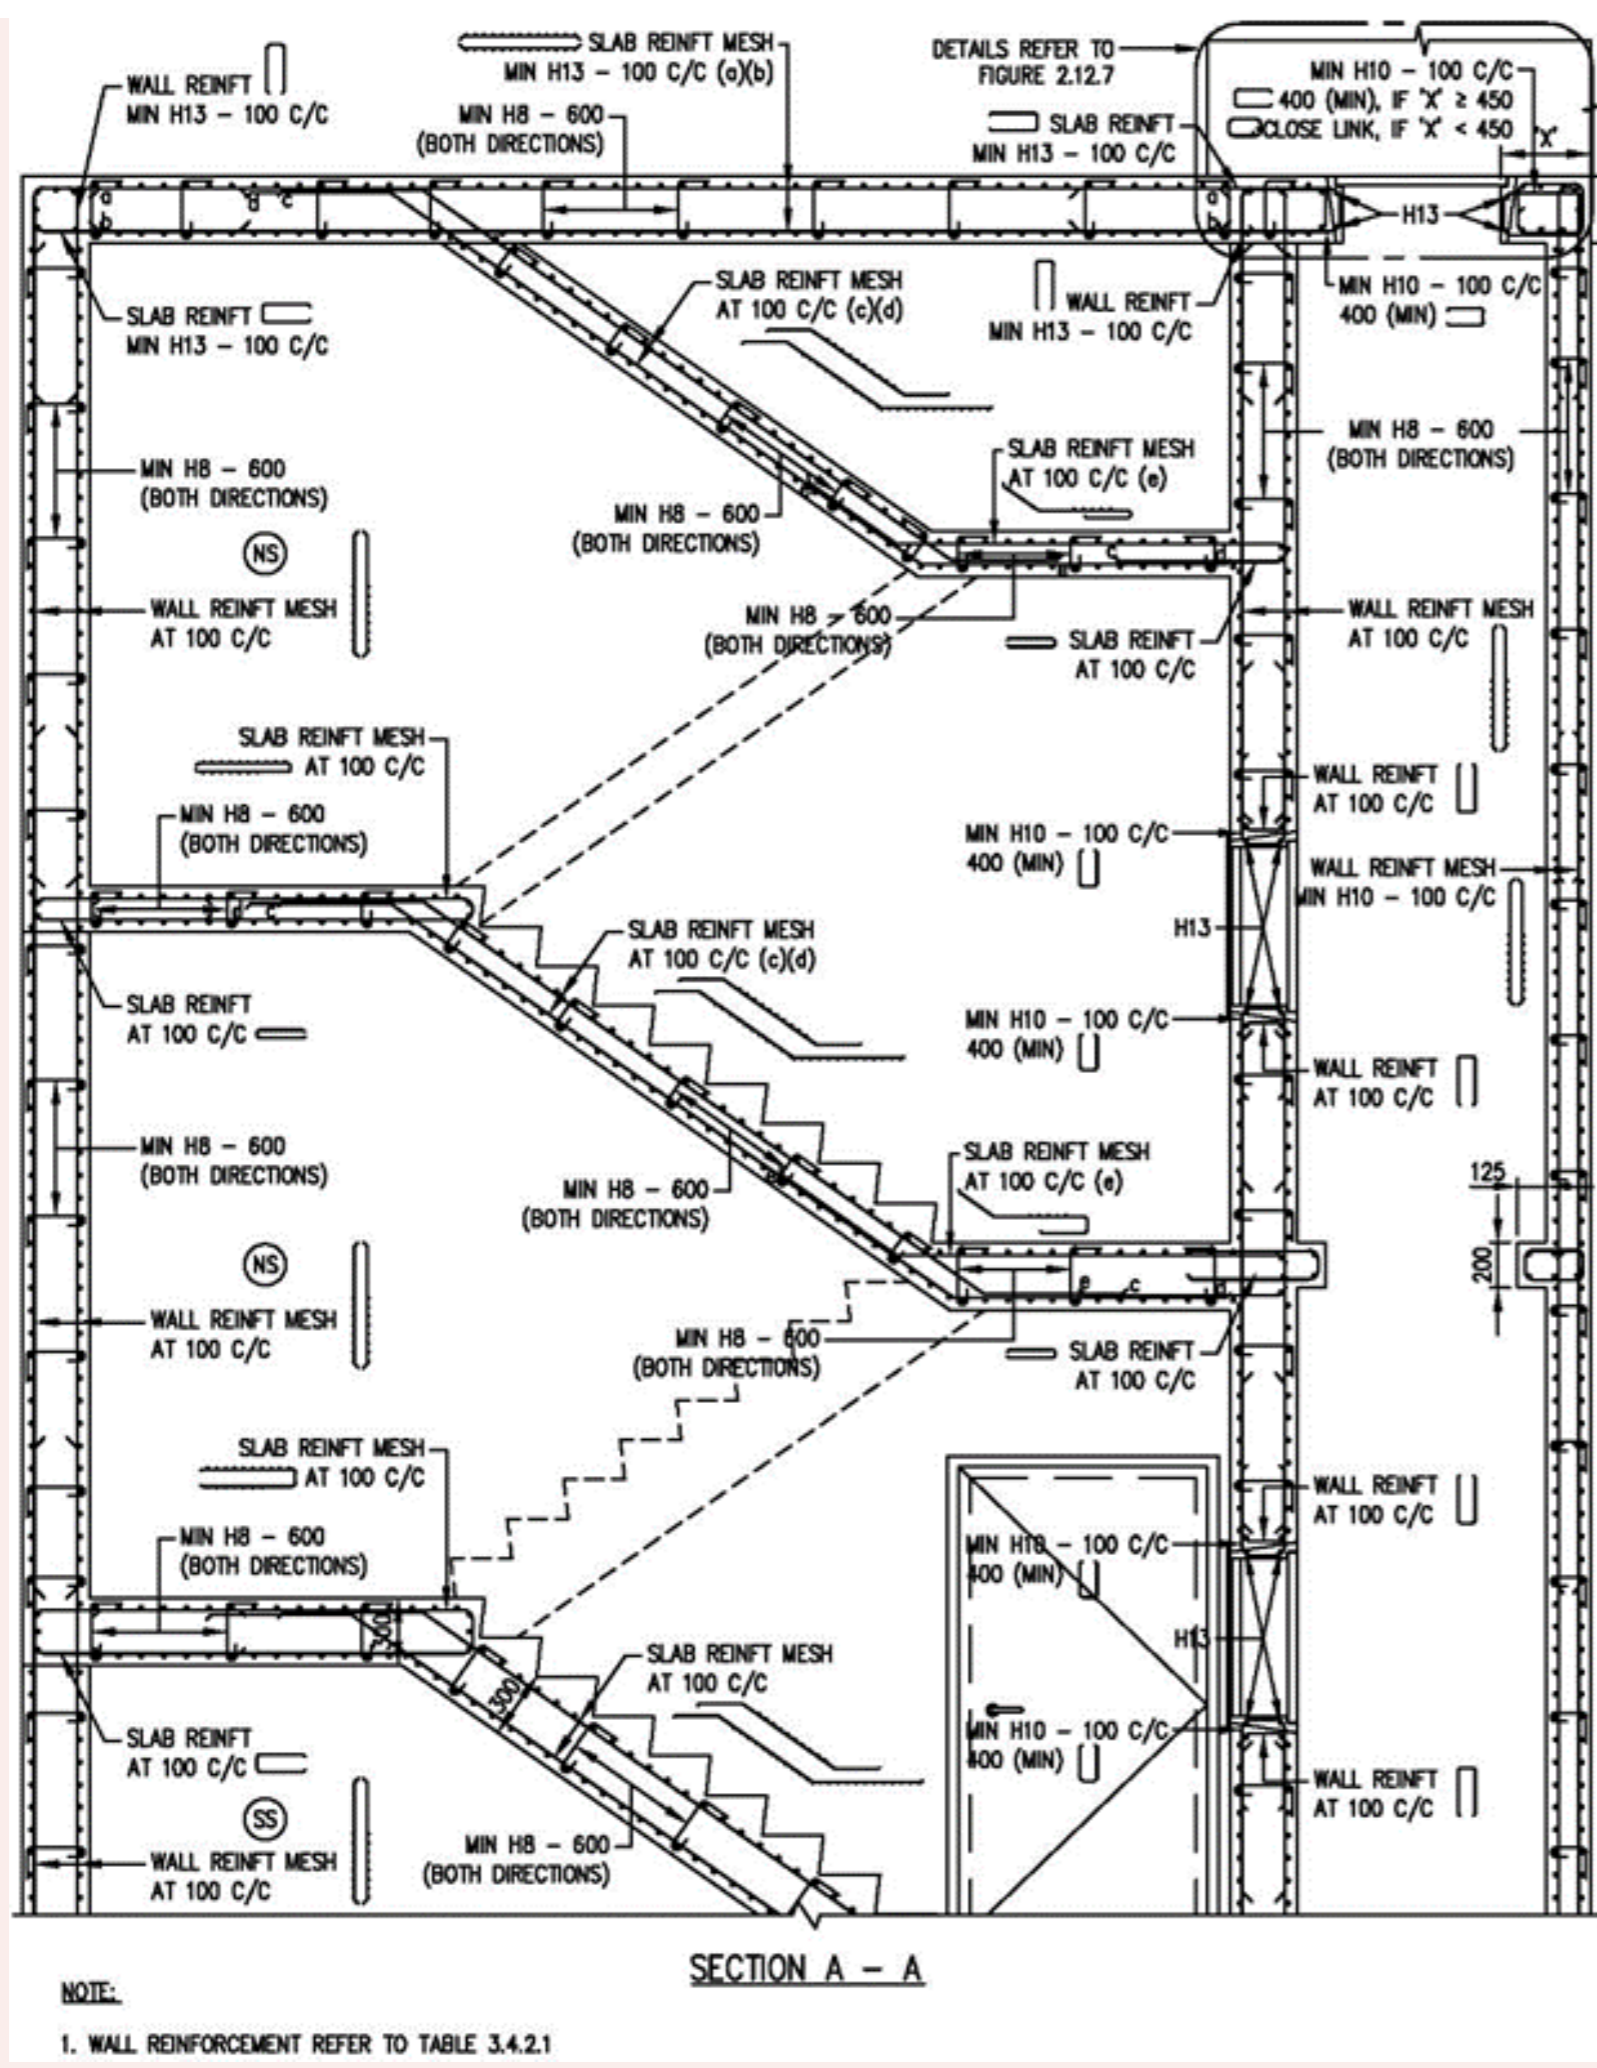 SLAB REINFT MESH
MIN H13 - 100 C/C (a)(b)
WALL REINFT
MIN H13 - 100 C/C
MIN H8 - 600
(BOTH DIRECTIONS)
DETAILS REFER TO
FIGURE 2.12.7
SLAB REINFT
MIN H13 - 100 C/C
MIN H10 - 100 C/C
400 (MIN), IF 'X' ≥ 450
CLOSE LINK, IF 'X' < 450
'X'
a
b
d
c
a
b
H13
SLAB REINFT
MIN H13 - 100 C/C
SLAB REINFT MESH
AT 100 C/C (c)(d)
WALL REINFT
MIN H13 - 100 C/C
MIN H10 - 100 C/C
400 (MIN)
MIN H8 - 600
(BOTH DIRECTIONS)
MIN H8 - 600
(BOTH DIRECTIONS)
SLAB REINFT MESH
AT 100 C/C (e)
MIN H8 - 600
(BOTH DIRECTIONS)
NS
WALL REINFT MESH
AT 100 C/C
MIN H8 - 600
(BOTH DIRECTIONS)
SLAB REINFT
AT 100 C/C
WALL REINFT MESH
AT 100 C/C
SLAB REINFT MESH
AT 100 C/C
MIN H8 - 600
(BOTH DIRECTIONS)
WALL REINFT
AT 100 C/C
MIN H10 - 100 C/C
400 (MIN)
WALL REINFT MESH
MIN H10 - 100 C/C
H13
c
SLAB REINFT MESH
AT 100 C/C (c)(d)
SLAB REINFT
AT 100 C/C
MIN H10 - 100 C/C
400 (MIN)
WALL REINFT
AT 100 C/C
MIN H8 - 600
(BOTH DIRECTIONS)
MIN H8 - 600
(BOTH DIRECTIONS)
SLAB REINFT MESH
AT 100 C/C (e)
125
200
NS
WALL REINFT MESH
AT 100 C/C
e
c
d
MIN H8 - 600
(BOTH DIRECTIONS)
SLAB REINFT
AT 100 C/C
SLAB REINFT MESH
AT 100 C/C
MIN H8 - 600
(BOTH DIRECTIONS)
WALL REINFT
AT 100 C/C
MIN H10 - 100 C/C
400 (MIN)
H13
300
300
SLAB REINFT MESH
AT 100 C/C
SLAB REINFT
AT 100 C/C
MIN H10 - 100 C/C
400 (MIN)
WALL REINFT
AT 100 C/C
SS
WALL REINFT MESH
AT 100 C/C
MIN H8 - 600
(BOTH DIRECTIONS)
SECTION A - A
NOTE:
1. WALL REINFORCEMENT REFER TO TABLE 3.4.2.1